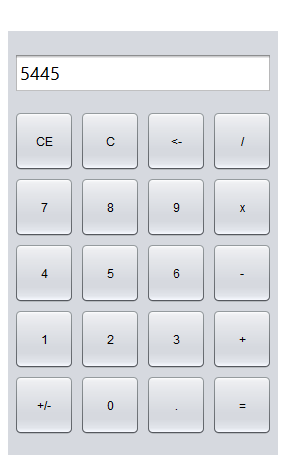 5445
CE C <- /
7 8 9 x
4 5 6 -
1 2 3 +
+/- 0 . =